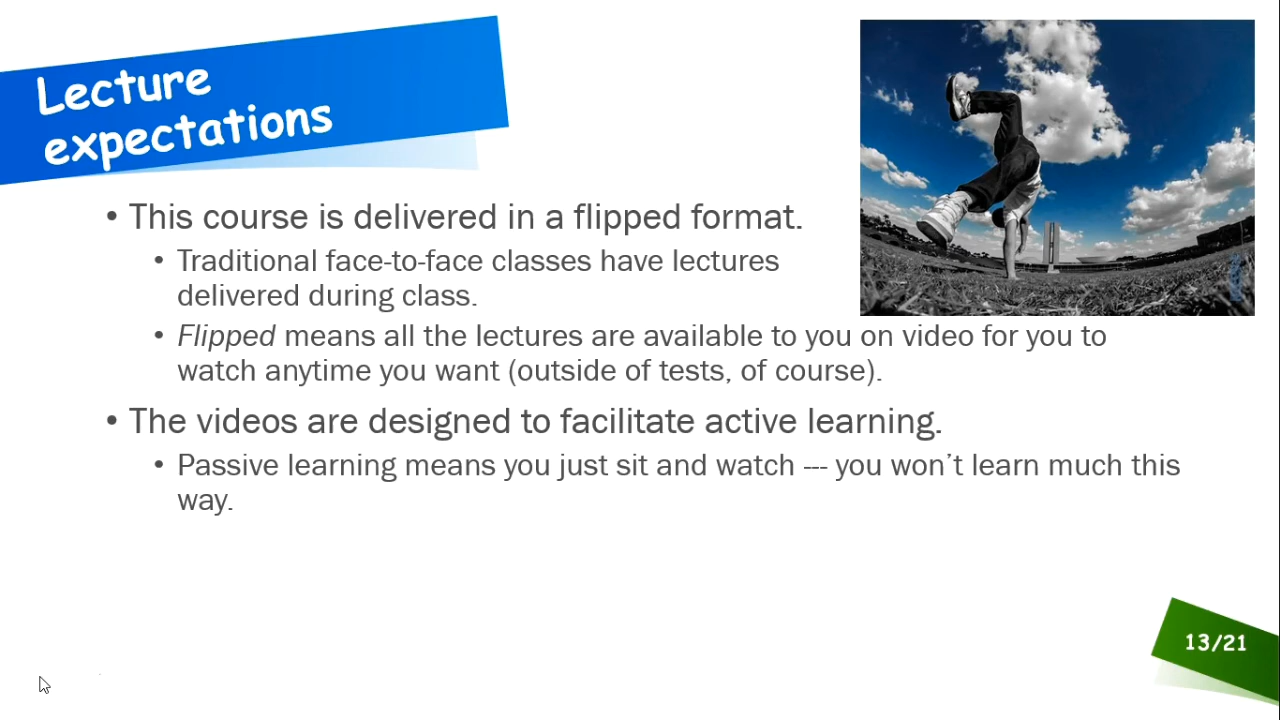 Lecture
expectations
• This course is delivered in a flipped format.
• Traditional face-to-face classes have lectures
delivered during class.
• Flipped means all the lectures are available to you on video for you to
watch anytime you want (outside of tests, of course).
• The videos are designed to facilitate active learning.
• Passive learning means you just sit and watch --- you won’t learn much this
way.
13/21